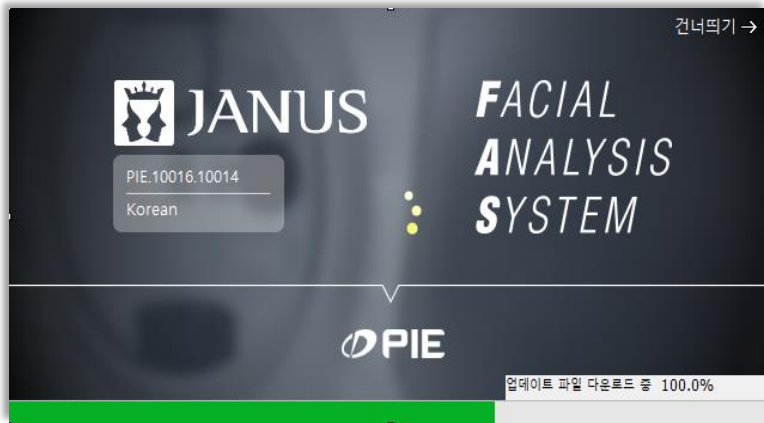 건너띄기 →
JANUS
PIE.10016.10014
Korean
FACIAL
ANALYSIS
SYSTEM
PIE
업데이트 파일 다운로드 중 100.0%